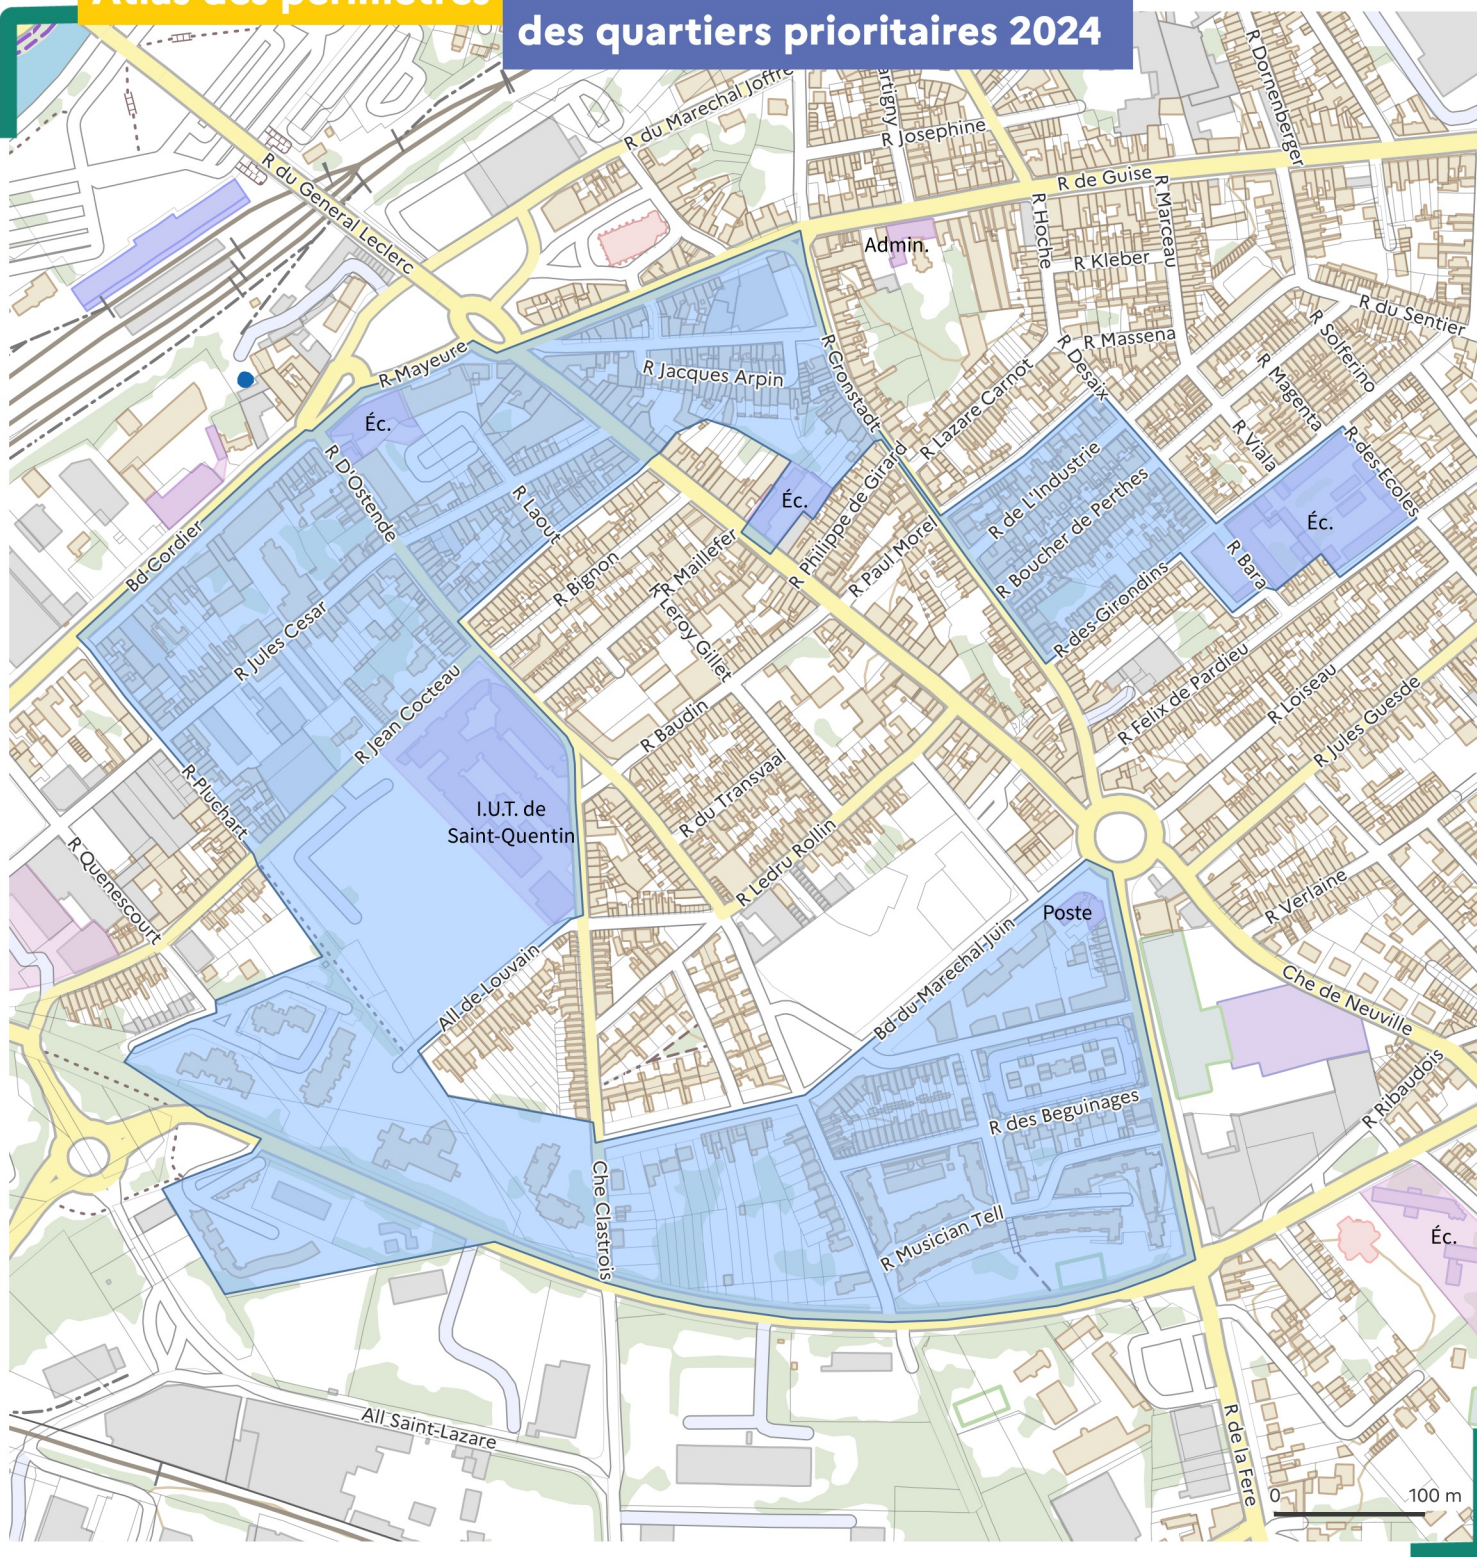 Atlas des périmètres
des quartiers prioritaires 2024
R du Marechal Joffre
R Josephine
R Dornenberger
R du General Leclerc
R de Guise
R Hoche
R Marceau
Admin.
R Kleber
R du Sentier
R Mayeure
R Jacques Arpin
R Cronstadt
R Massena
R Desaix
R Solferino
R Magenta
R Lazare Carnot
Éc.
R Viala
R des Ecoles
R D'Ostende
R Laout
Éc.
R Philippe de Girard
R de L'Industrie
R Boucher de Perthes
Éc.
Bd Cordier
R Bignon
R Maillefer
R Paul Morel
R Bara
R Jules Cesar
R Leroy Gillet
R des Girondins
R Jean Cocteau
R Baudin
R Felix de Pardieu
R Loiseau
R Jules Guesde
R Pluchart
I.U.T. de
Saint-Quentin
R du Transvaal
R Quenescourt
R Ledru Rollin
R Verlaine
Poste
All de Louvain
Bd du Marechal Juin
Che de Neuville
R des Beguinages
R Ribaudois
Che Clastrois
R Musician Tell
Éc.
All Saint-Lazare
R de la Fere
0 100 m